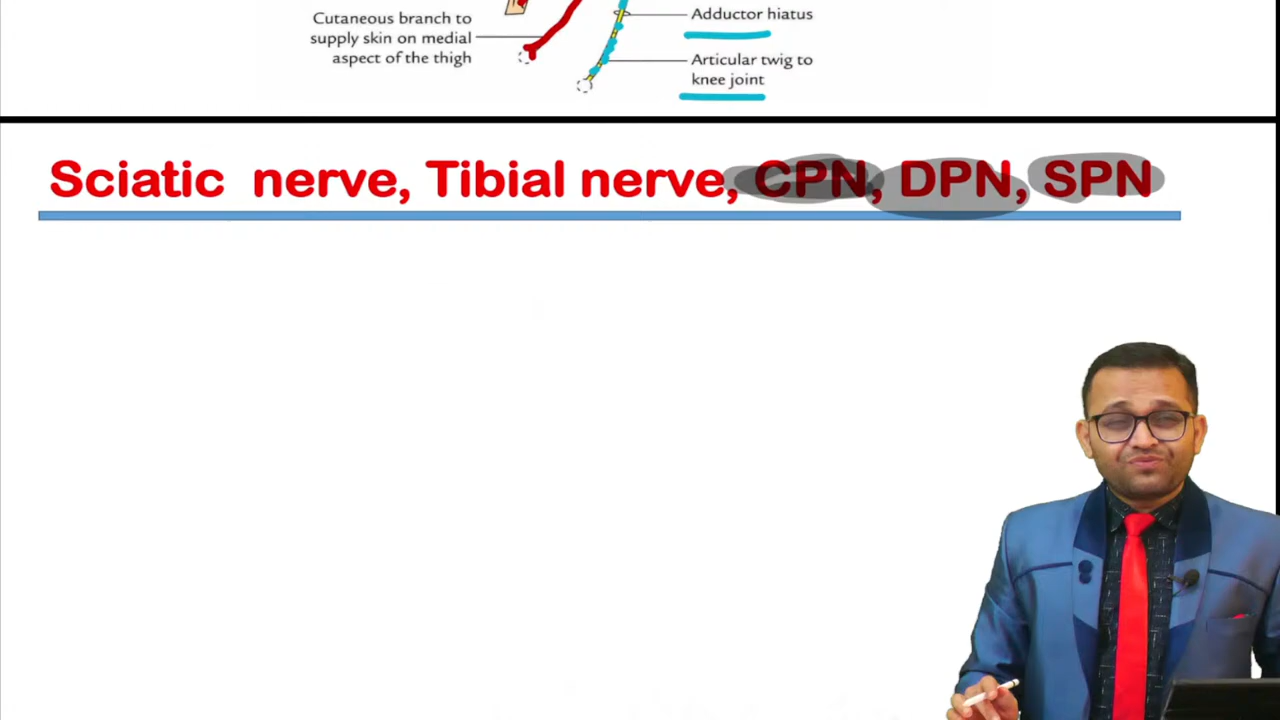 Cutaneous branch to
supply skin on medial
aspect of the thigh
Adductor hiatus
Articular twig to
knee joint
Sciatic nerve, Tibial nerve, CPN, DPN, SPN